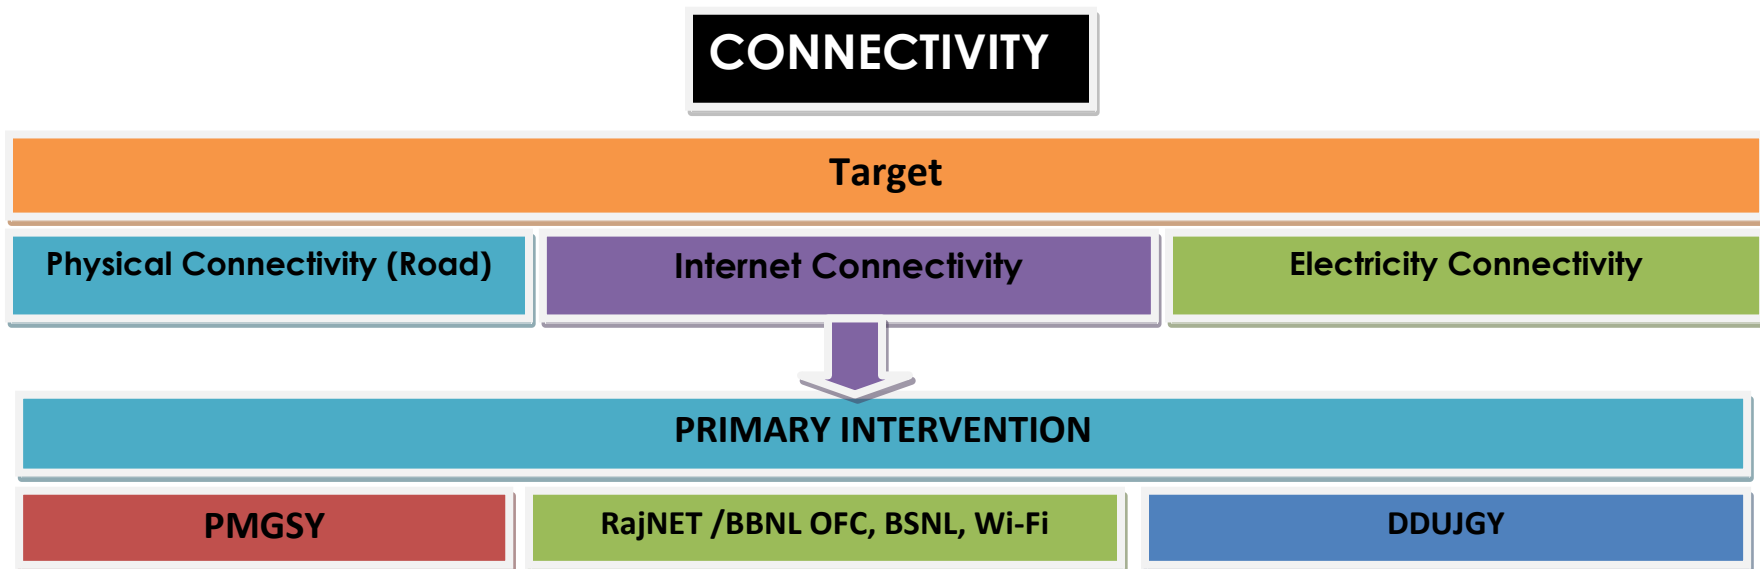 CONNECTIVITY
Target
Physical Connectivity (Road)
Internet Connectivity
Electricity Connectivity
PRIMARY INTERVENTION
PMGSY
RajNET /BBNL OFC, BSNL, Wi-Fi
DDUJGY